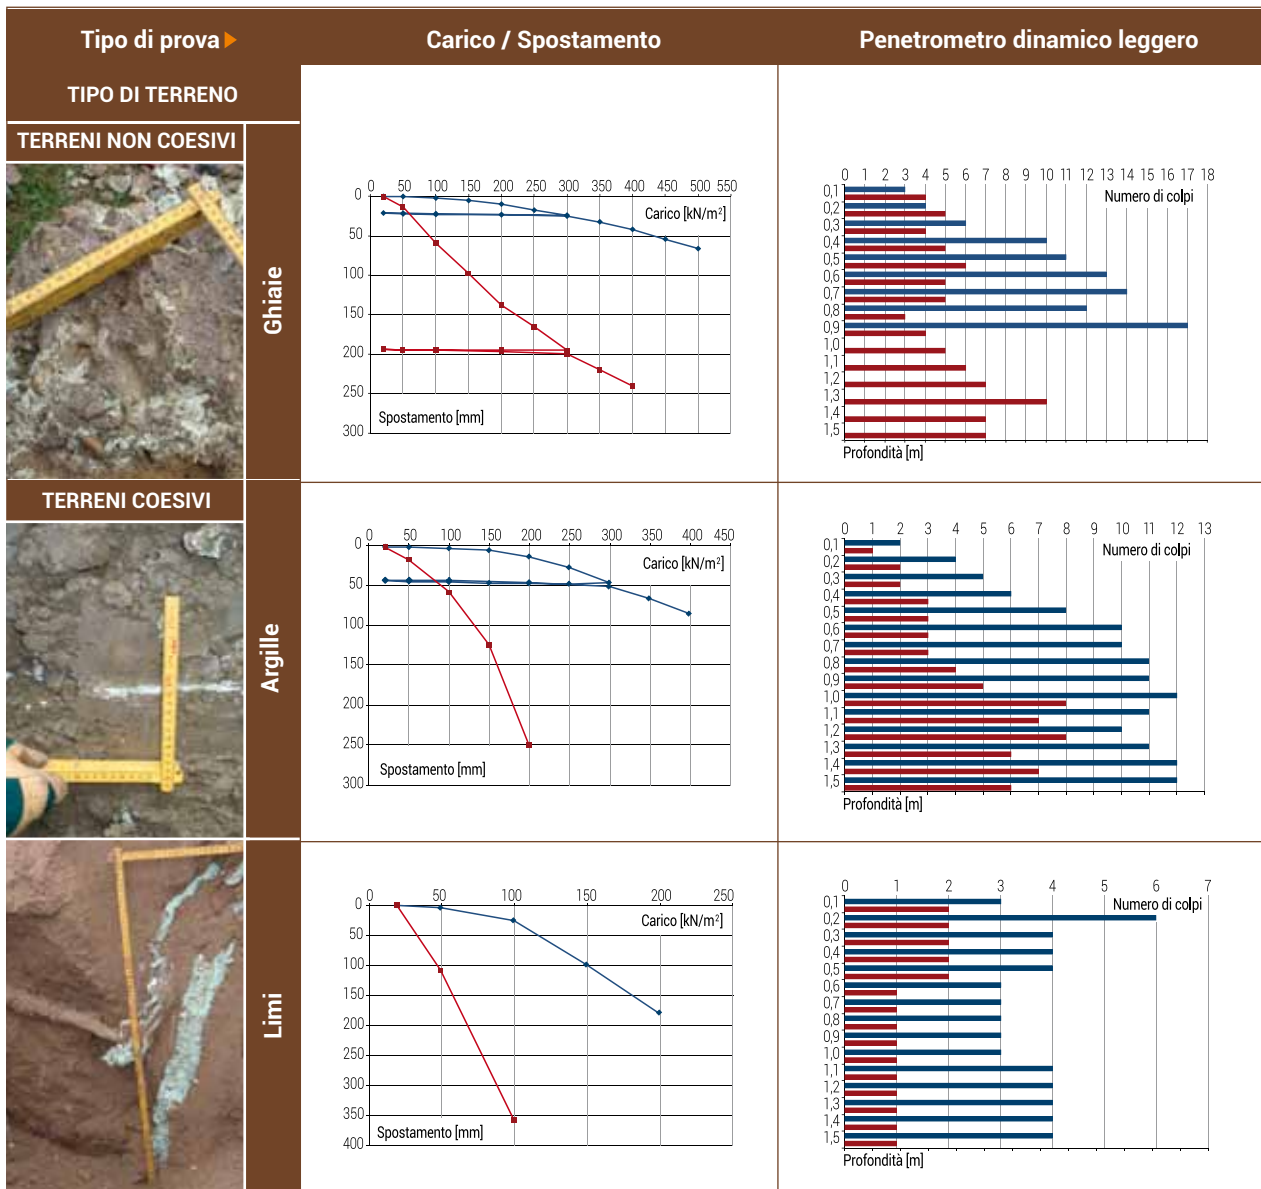 Tipo di prova
Carico / Spostamento
Penetrometro dinamico leggero
TIPO DI TERRENO
TERRENI NON COESIVI
Ghiaie
0 50 100 150 200 250 300 350 400 450 500 550
Carico [kN/m²]
0
50
100
150
200
250
300
Spostamento [mm]
0 1 2 3 4 5 6 7 8 9 10 11 12 13 14 15 16 17 18
Numero di colpi
0,1
0,2
0,3
0,4
0,5
0,6
0,7
0,8
0,9
1,0
1,1
1,2
1,3
1,4
1,5
Profondità [m]
TERRENI COESIVI
Argille
0 50 100 150 200 250 300 350 400 450
Carico [kN/m²]
0
50
100
150
200
250
300
Spostamento [mm]
0 1 2 3 4 5 6 7 8 9 10 11 12 13
Numero di colpi
0,1
0,2
0,3
0,4
0,5
0,6
0,7
0,8
0,9
1,0
1,1
1,2
1,3
1,4
1,5
Profondità [m]
Limi
0 50 100 150 200 250
Carico [kN/m²]
0
50
100
150
200
250
300
350
400
Spostamento [mm]
0 1 2 3 4 5 6 7
Numero di colpi
0,1
0,2
0,3
0,4
0,5
0,6
0,7
0,8
0,9
1,0
1,1
1,2
1,3
1,4
1,5
Profondità [m]